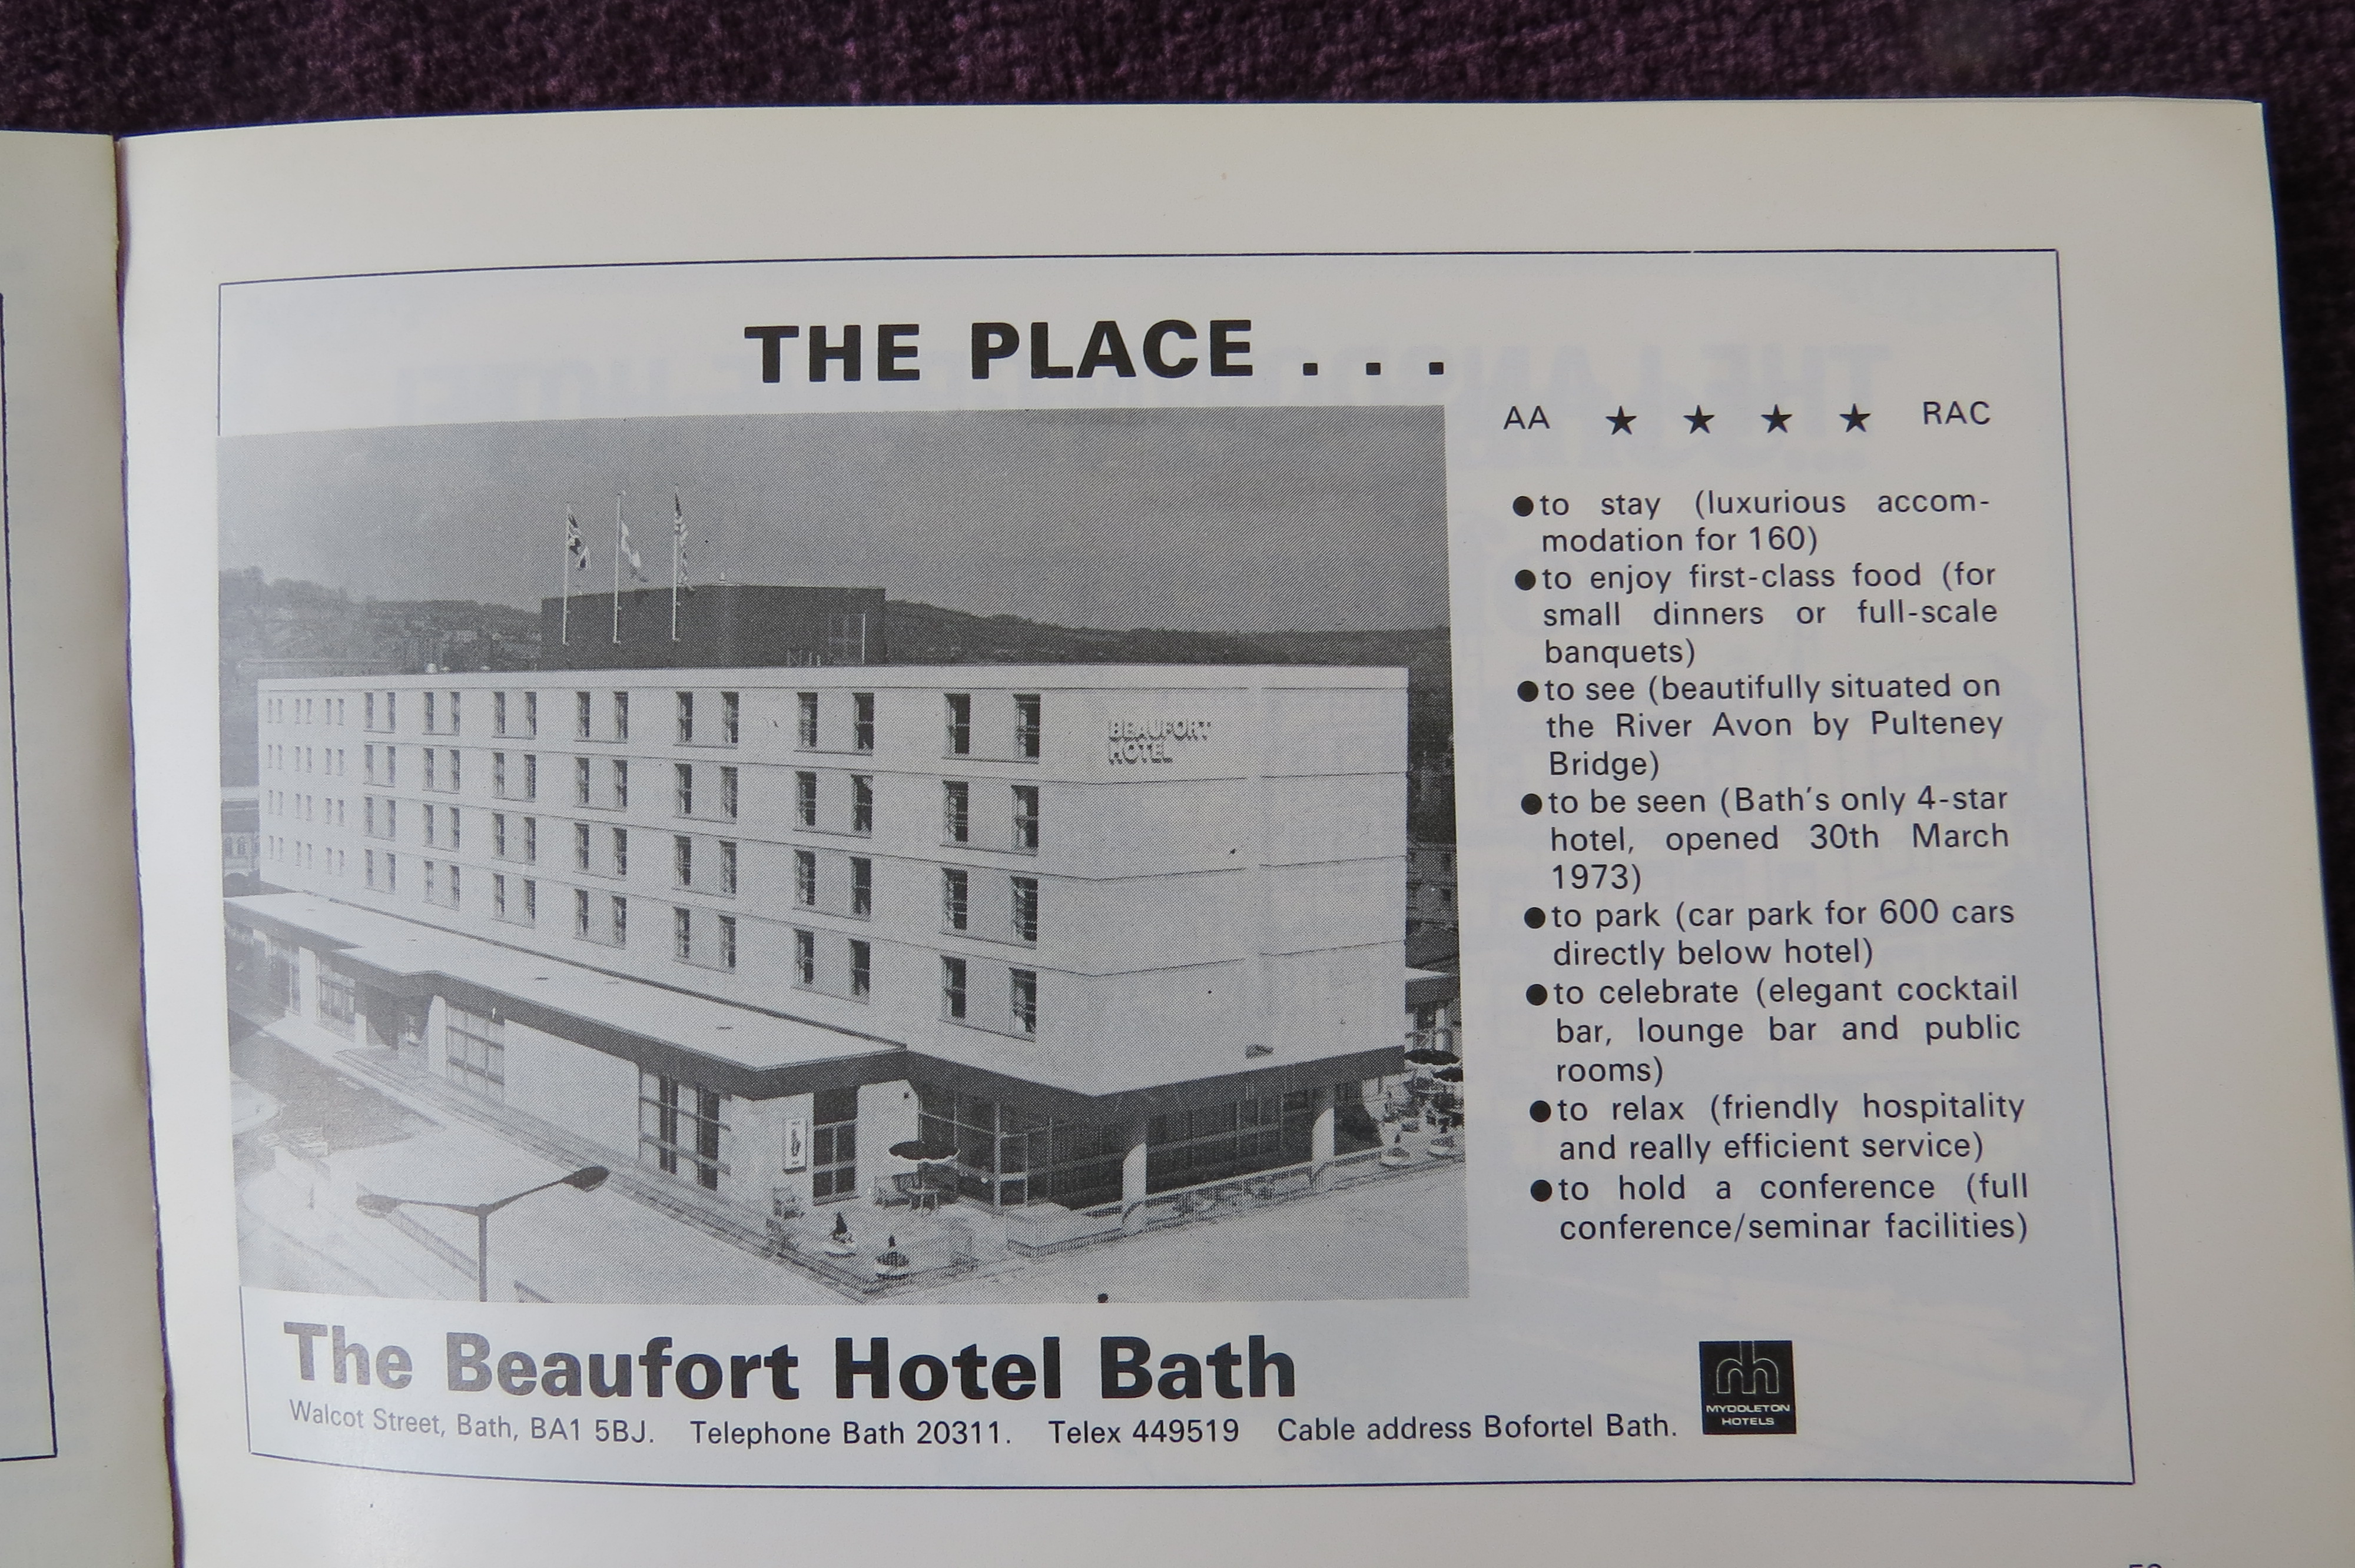 THE PLACE . . .
AA ★ ★ ★ ★ RAC
●to stay (luxurious accom-
modation for 160)
●to enjoy first-class food (for
small dinners or full-scale
banquets)
●to see (beautifully situated on
the River Avon by Pulteney
Bridge)
●to be seen (Bath's only 4-star
hotel, opened 30th March
1973)
●to park (car park for 600 cars
directly below hotel)
●to celebrate (elegant cocktail
bar, lounge bar and public
rooms)
●to relax (friendly hospitality
and really efficient service)
●to hold a conference (full
conference/seminar facilities)
BEAUFORT
HOTEL
The Beaufort Hotel Bath
Walcot Street, Bath, BA1 5BJ. Telephone Bath 20311. Telex 449519 Cable address Bofortel Bath.
MYDDLETON
HOTELS